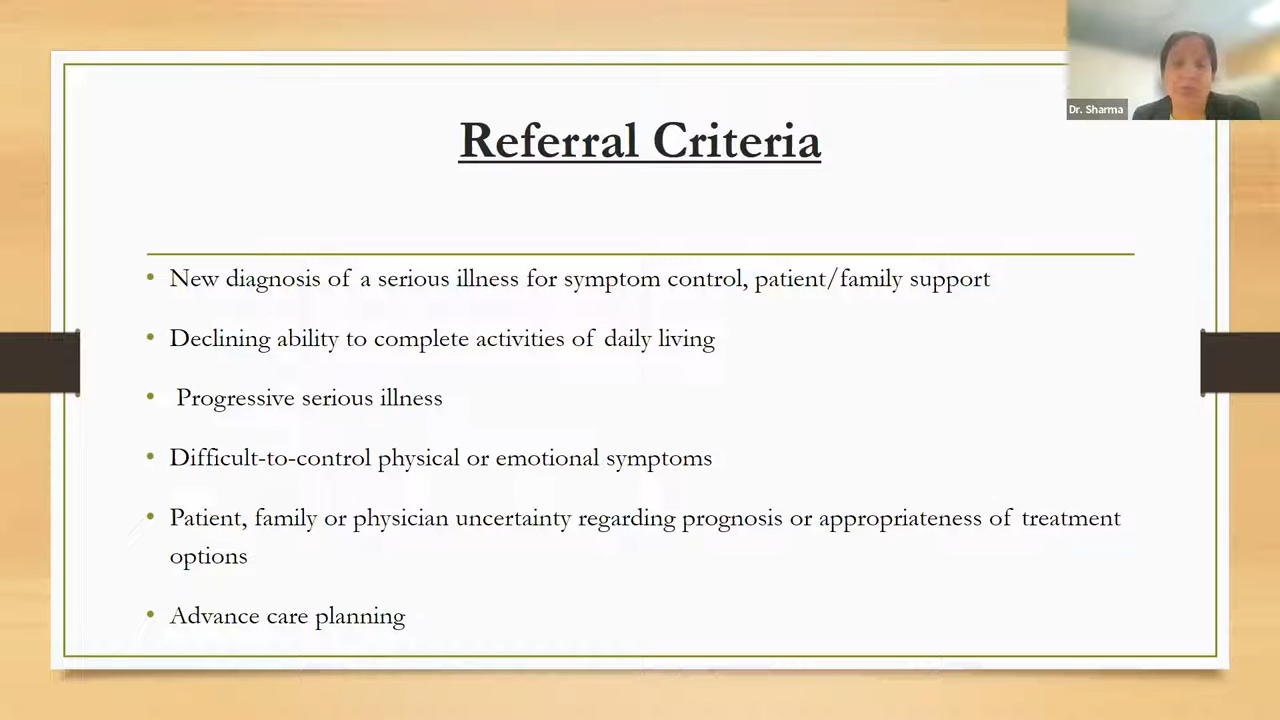 Dr. Sharma
Referral Criteria
• New diagnosis of a serious illness for symptom control, patient/family support
• Declining ability to complete activities of daily living
• Progressive serious illness
• Difficult-to-control physical or emotional symptoms
• Patient, family or physician uncertainty regarding prognosis or appropriateness of treatment
options
• Advance care planning